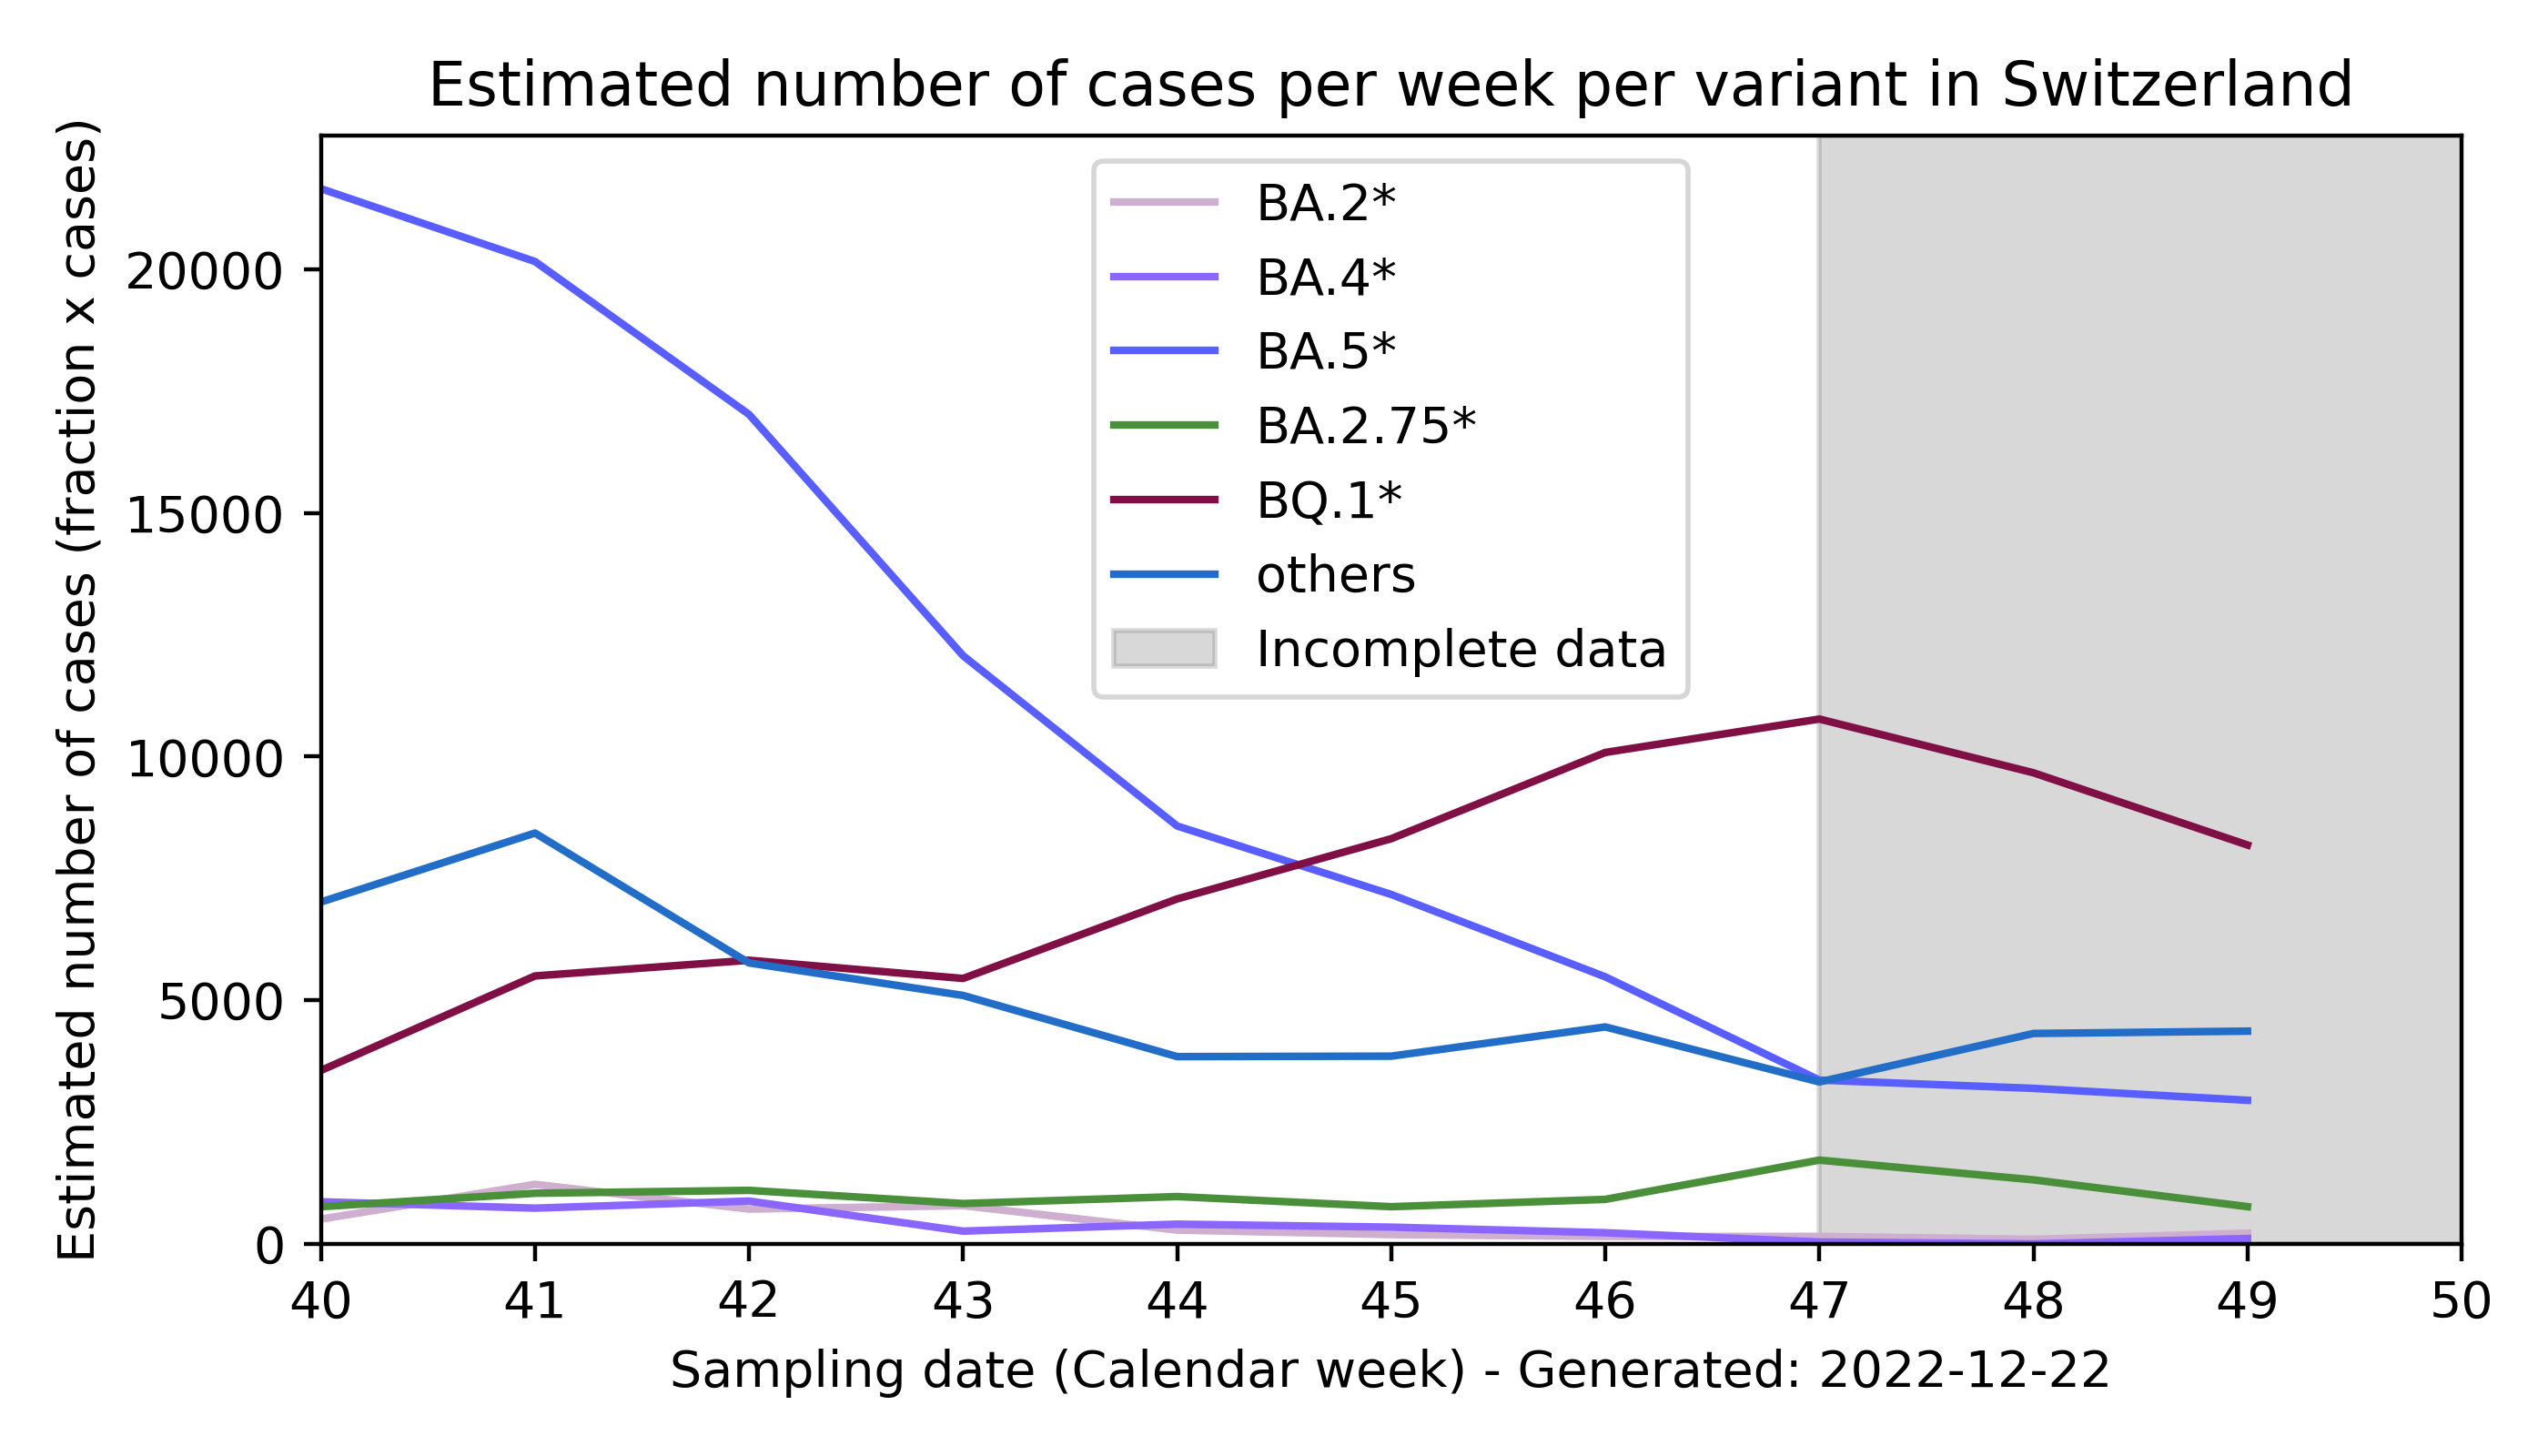 Estimated number of cases per week per variant in Switzerland
Estimated number of cases (fraction x cases)
20000
15000
10000
5000
0
BA.2*
BA.4*
BA.5*
BA.2.75*
BQ.1*
others
Incomplete data
40 41 42 43 44 45 46 47 48 49 50
Sampling date (Calendar week) - Generated: 2022-12-22